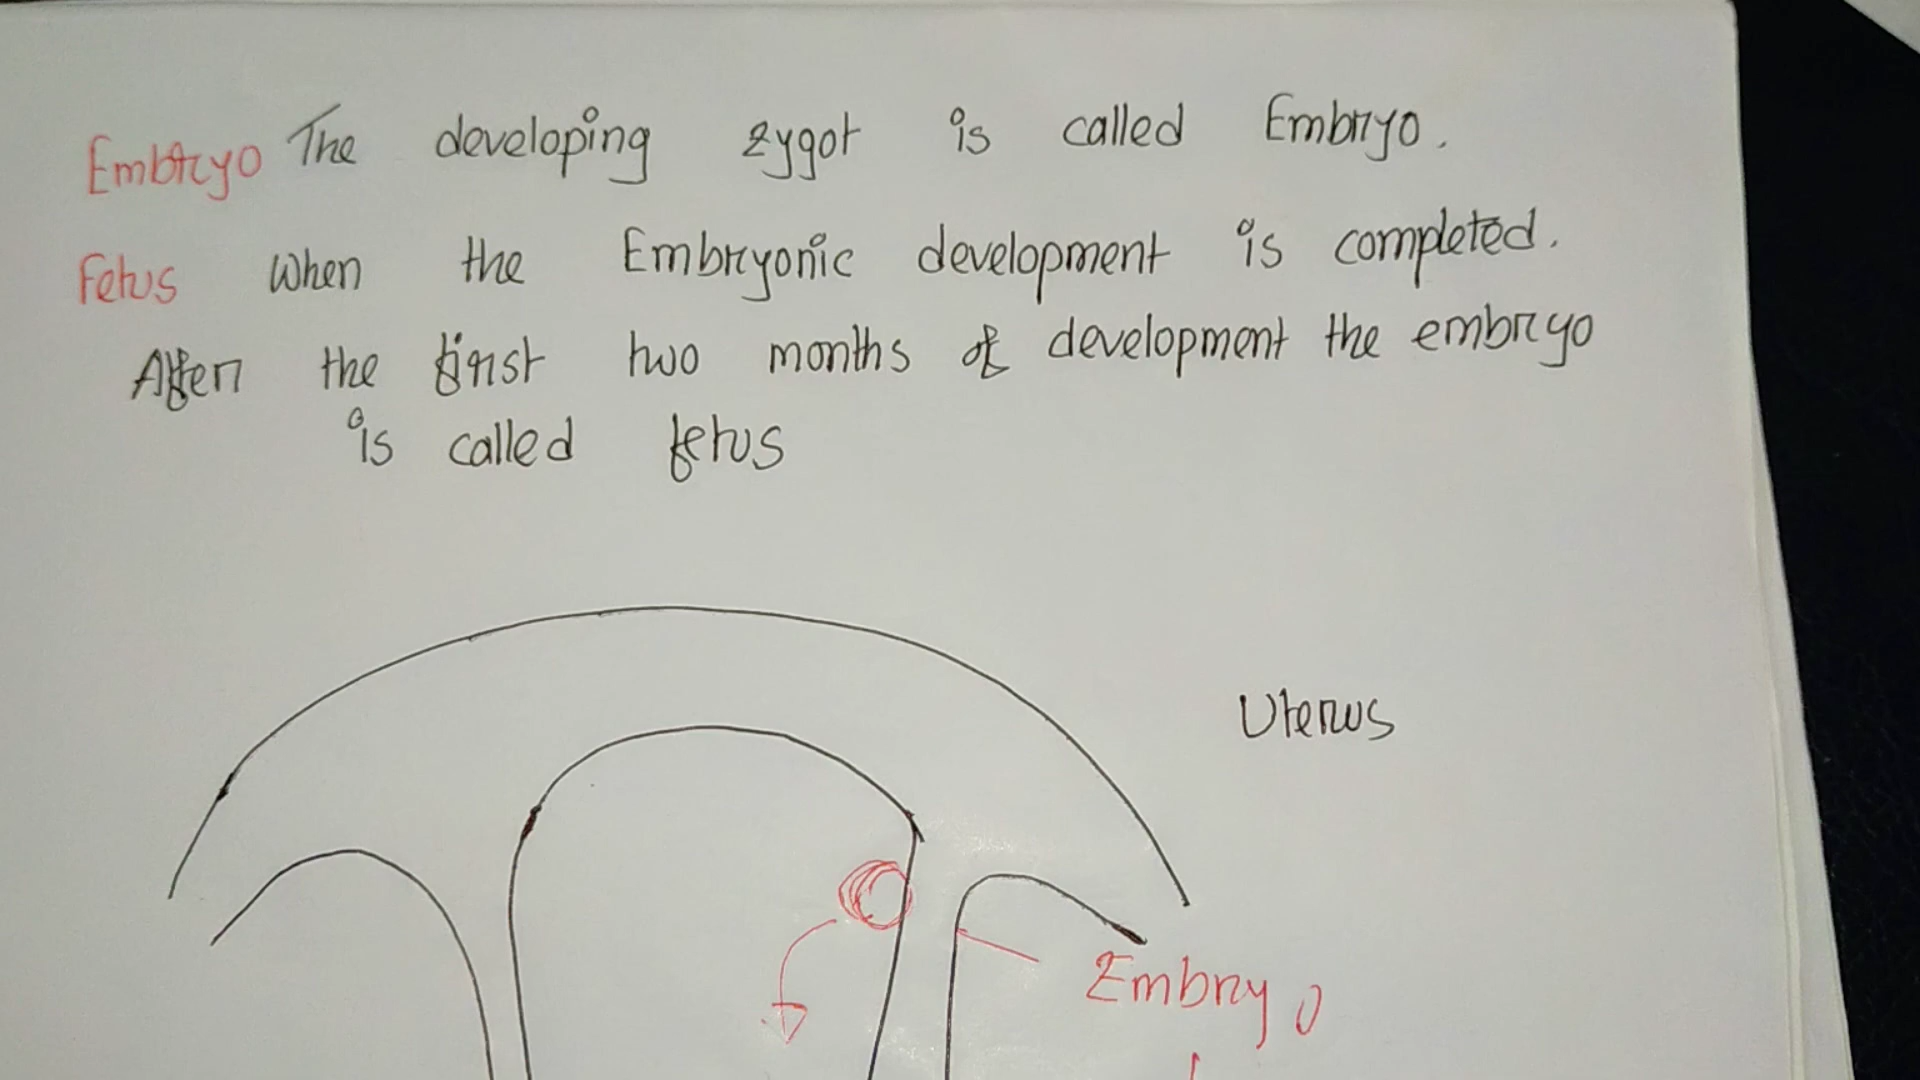 Embryo The developing zygot is called Embryo.
Fetus When the Embryonic development is completed.
After the first two months of development the embryo
is called fetus
Uterus
Embryo